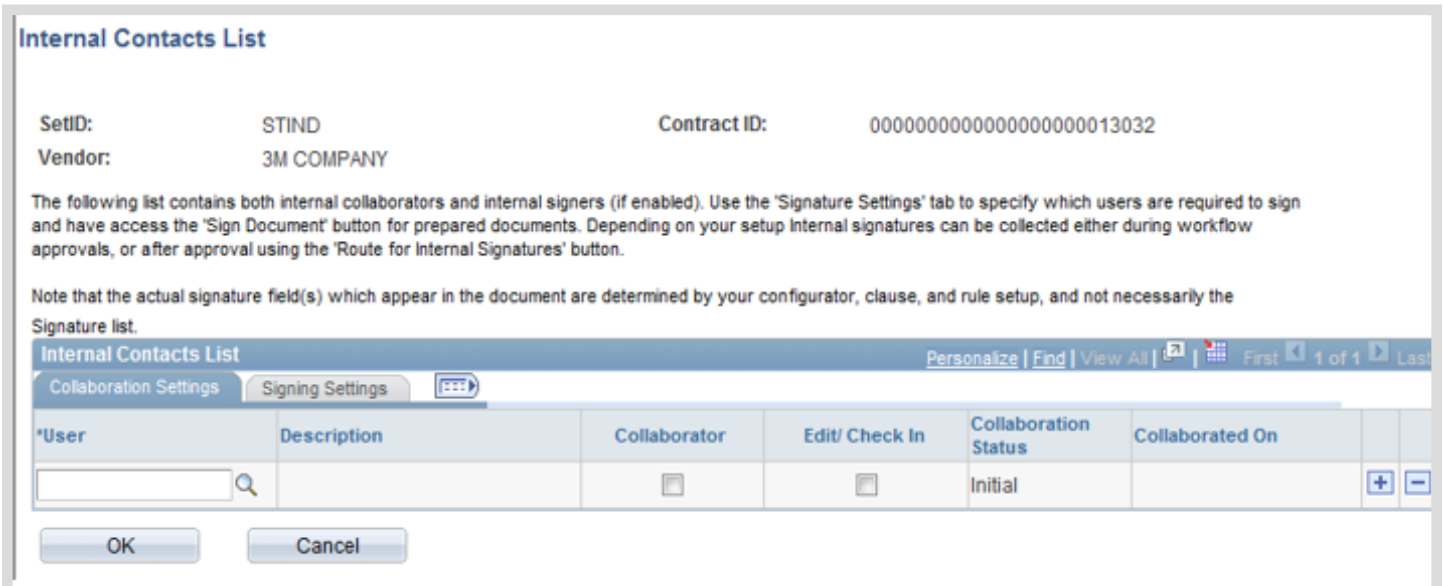 Internal Contacts List
SetID: STIND Contract ID: 0000000000000000000013032
Vendor: 3M COMPANY
The following list contains both internal collaborators and internal signers (if enabled). Use the 'Signature Settings' tab to specify which users are required to sign
and have access the 'Sign Document' button for prepared documents. Depending on your setup Internal signatures can be collected either during workflow
approvals, or after approval using the 'Route for Internal Signatures' button.
Note that the actual signature field(s) which appear in the document are determined by your configurator, clause, and rule setup, and not necessarily the
Signature list.
Internal Contacts List Personalize | Find | View All | | First 1 of 1 Last
Collaboration Settings Signing Settings
*User Description Collaborator Edit/ Check In Collaboration Status Collaborated On
Initial
OK Cancel